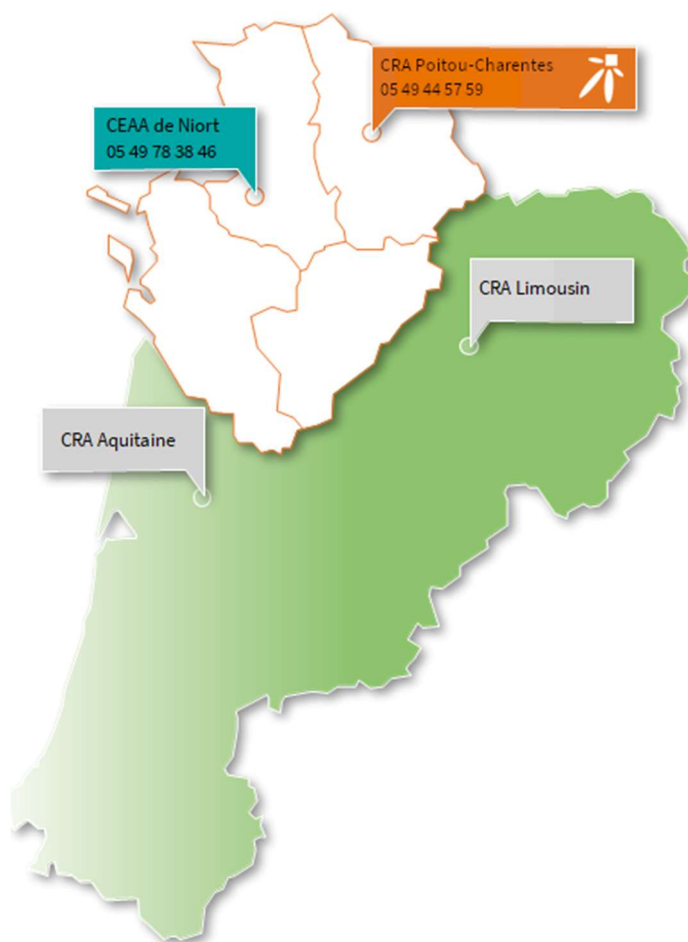 CRA Poitou-Charentes
05 49 44 57 59
CEAA de Niort
05 49 78 38 46
CRA Limousin
CRA Aquitaine